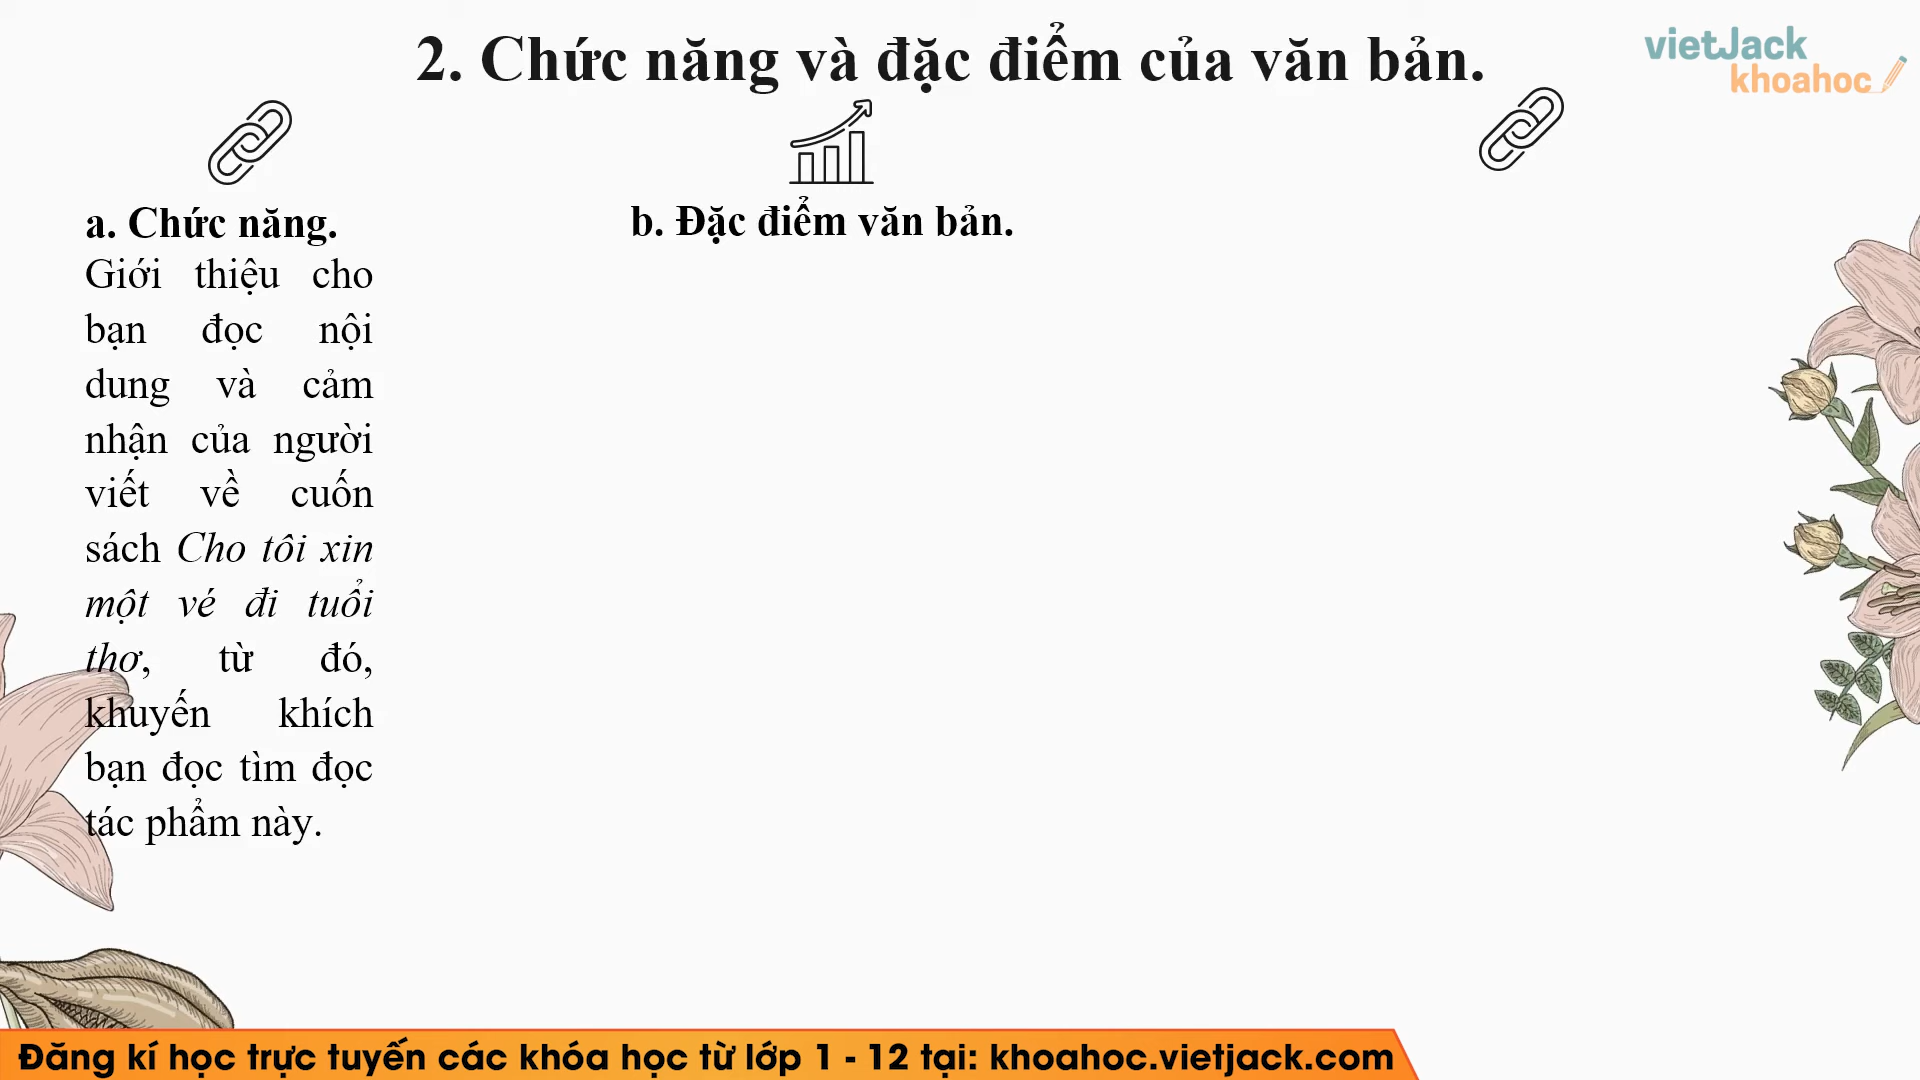 2. Chức năng và đặc điểm của văn bản.
vietJack
khoahoc
a. Chức năng.
Giới thiệu cho
bạn đọc nội
dung và cảm
nhận của người
viết về cuốn
sách Cho tôi xin
một vé đi tuổi
thơ, từ đó,
khuyến khích
bạn đọc tìm đọc
tác phẩm này.
b. Đặc điểm văn bản.
Đăng kí học trực tuyến các khóa học từ lớp 1 - 12 tại: khoahoc.vietjack.com